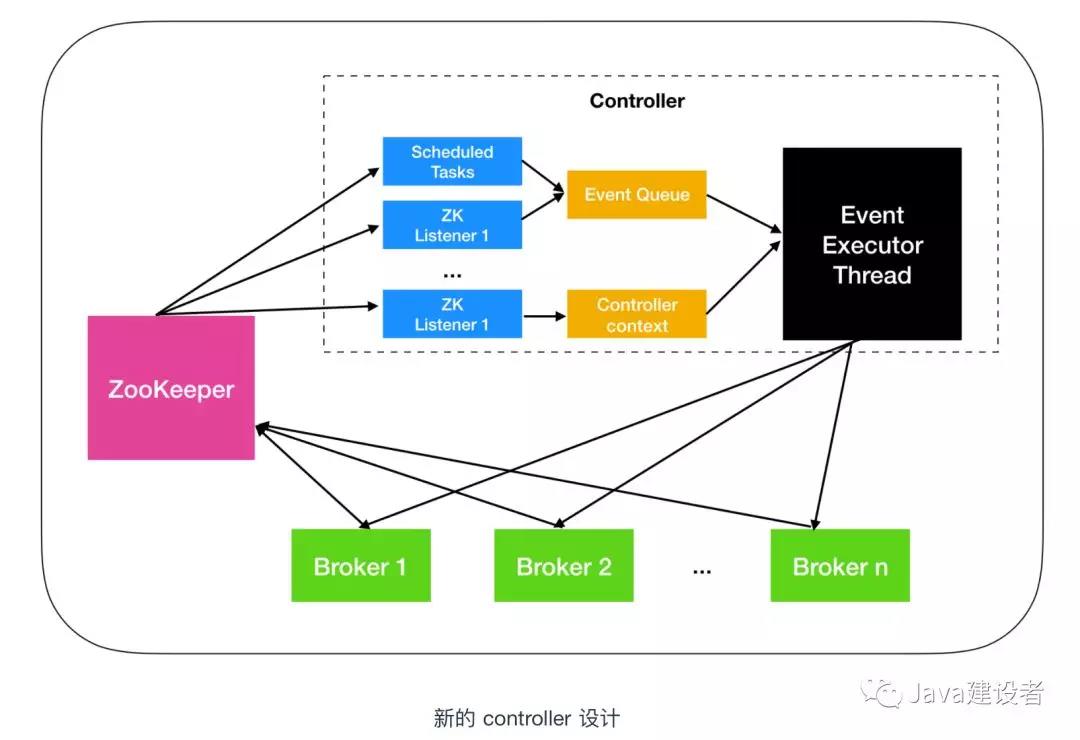 Controller
Scheduled
Tasks
ZK
Listener 1
...
ZK
Listener 1
Event Queue
Controller
context
Event
Executor
Thread
ZooKeeper
Broker 1
Broker 2
...
Broker n
Java建设者
新的 controller 设计